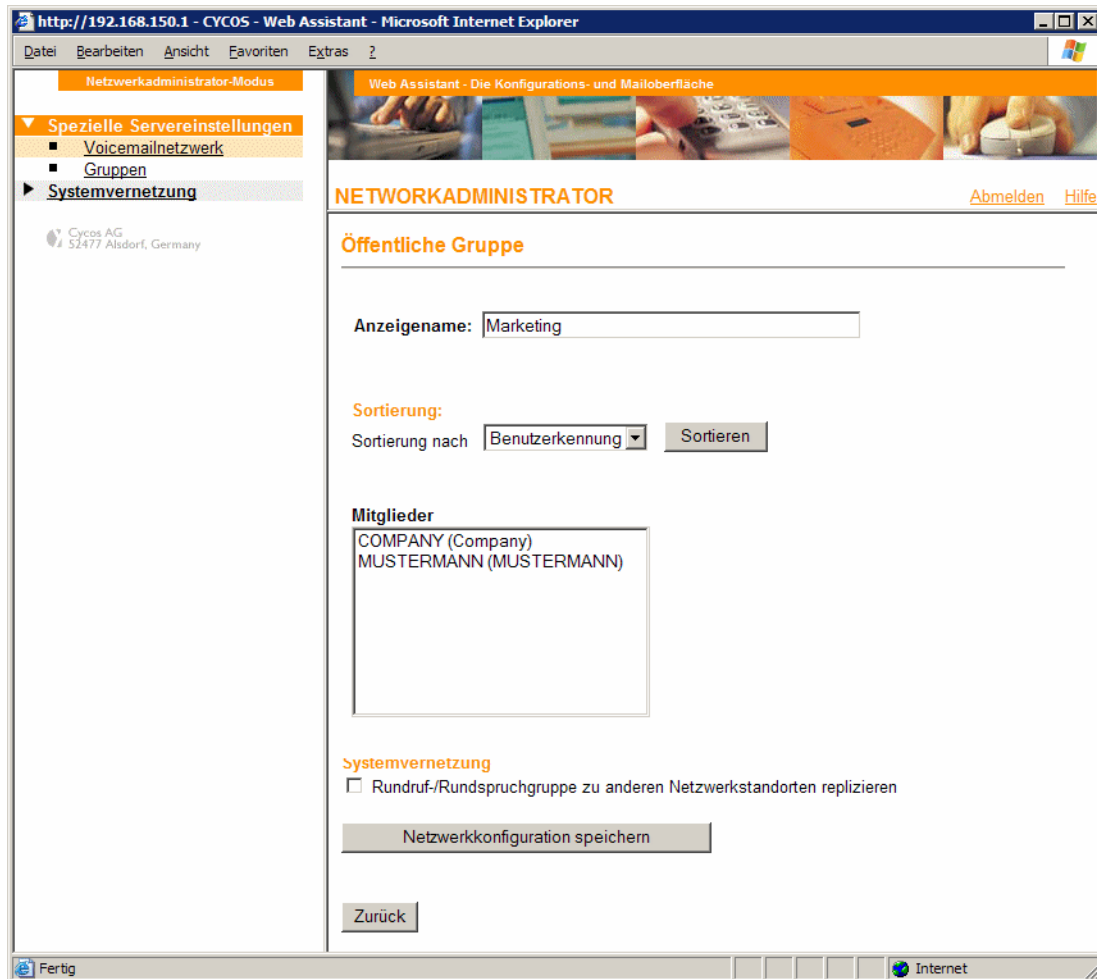 http://192.168.150.1 - CYCOS - Web Assistant - Microsoft Internet Explorer
Datei Bearbeiten Ansicht Favoriten Extras ?
Netzwerkadministrator-Modus
Spezielle Servereinstellungen
Voicemailnetzwerk
Gruppen
Systemvernetzung
Cycos AG
52477 Alsdorf, Germany
Web Assistant - Die Konfigurations- und Mailoberfläche
NETWORKADMINISTRATOR
Abmelden Hilfe
Öffentliche Gruppe
Anzeigename: Marketing
Sortierung:
Sortierung nach Benutzerkennung Sortieren
Mitglieder
COMPANY (Company)
MUSTERMANN (MUSTERMANN)
Systemvernetzung
Rundruf-/Rundspruchgruppe zu anderen Netzwerkstandorten replizieren
Netzwerkkonfiguration speichern
Zurück
Fertig Internet